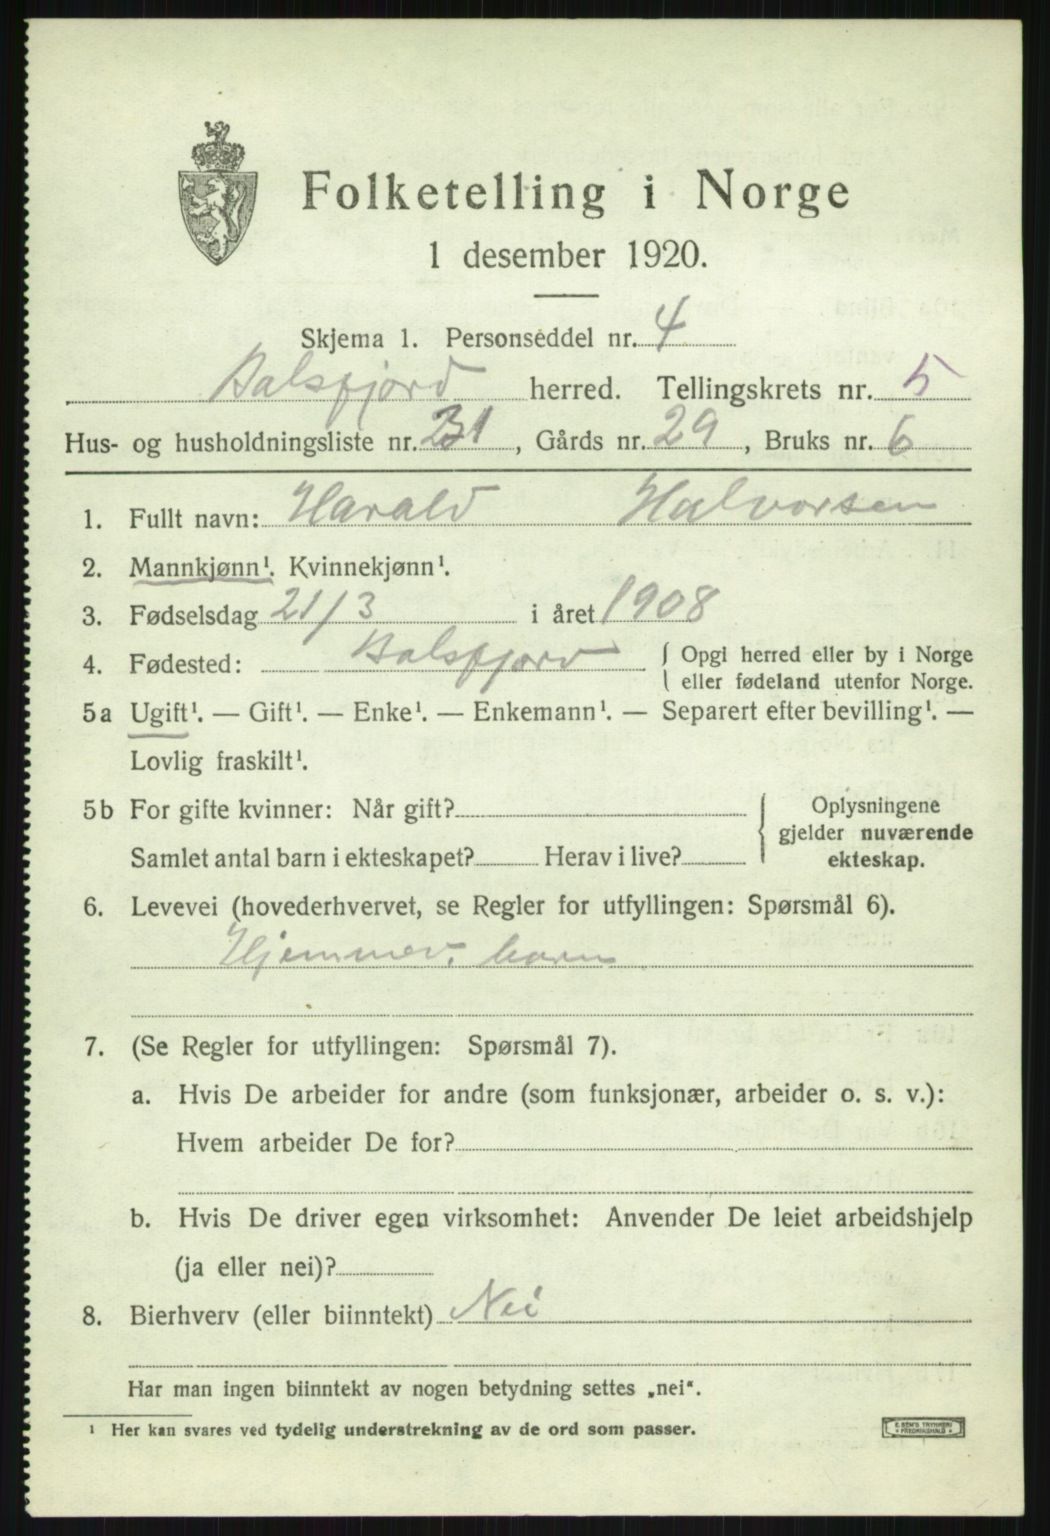 Folketelling i Norge
1 desember 1920.
Skjema 1. Personseddel nr. 4
Balsfjord herred. Tellingskrets nr. 5
Hus- og husholdningsliste nr. 31, Gårds nr. 29, Bruks nr. 6
1. Fullt navn: Harald Halvorsen
2. Mannkjønn¹. Kvinnekjønn¹.
3. Fødselsdag 21/3 i året 1908
4. Fødested: Balsfjord { Opgi herred eller by i Norge
eller fødeland utenfor Norge.
5a Ugift¹. — Gift¹. — Enke¹. — Enkemann¹. — Separert efter bevilling¹. —
Lovlig fraskilt¹.
5b For gifte kvinner: Når gift?
Samlet antal barn i ekteskapet? Herav i live?
Oplysningene
gjelder nuværende
ekteskap.
6. Levevei (hovederhvervet, se Regler for utfyllingen: Spørsmål 6).
Hjemmev. barn
7. (Se Regler for utfyllingen: Spørsmål 7).
a. Hvis De arbeider for andre (som funksjonær, arbeider o. s. v.):
Hvem arbeider De for?
b. Hvis De driver egen virksomhet: Anvender De leiet arbeidshjelp
(ja eller nei)?
8. Bierhverv (eller biinntekt) Nei
Har man ingen biinntekt av nogen betydning settes „nei“.
¹ Her kan svares ved tydelig understrekning av de ord som passer.
E. SEM'S TRYKKERI
FREDRIKSHALD